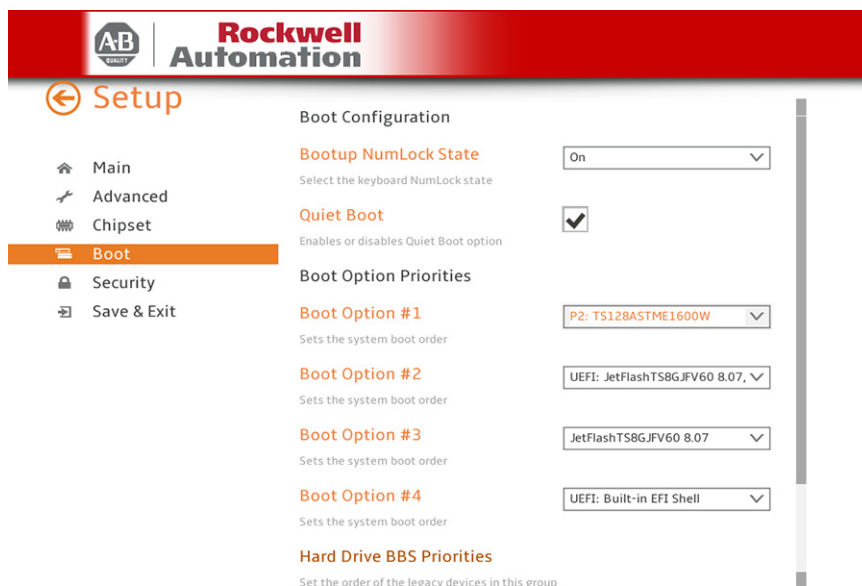 A·B
QUALITY
Rockwell
Automation
Setup
Main
Advanced
Chipset
Boot
Security
Save & Exit
Boot Configuration
Bootup NumLock State
On
Select the keyboard NumLock state
Quiet Boot
Enables or disables Quiet Boot option
Boot Option Priorities
Boot Option #1
P2: TS128ASTME1600W
Sets the system boot order
Boot Option #2
UEFI: JetFlashTS8GJFV60 8.07,
Sets the system boot order
Boot Option #3
JetFlashTS8GJFV60 8.07
Sets the system boot order
Boot Option #4
UEFI: Built-in EFI Shell
Sets the system boot order
Hard Drive BBS Priorities
Set the order of the legacy devices in this group